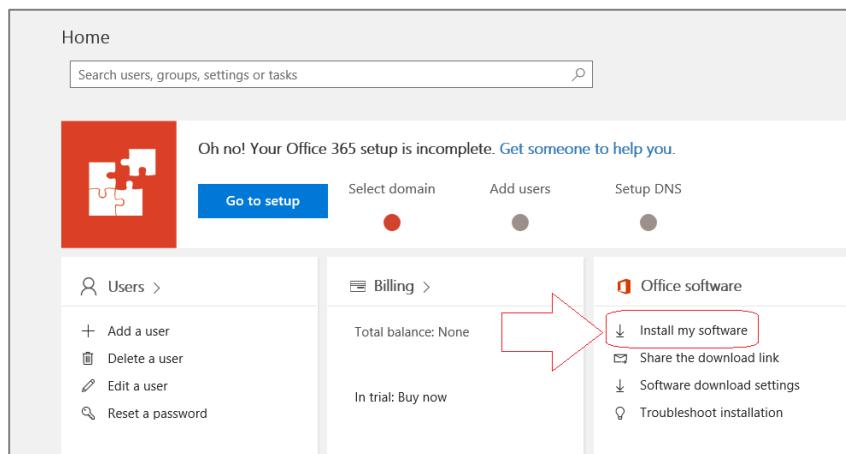 Home
Search users, groups, settings or tasks
Oh no! Your Office 365 setup is incomplete. Get someone to help you.
Go to setup
Select domain
Add users
Setup DNS
Users >
Add a user
Delete a user
Edit a user
Reset a password
Billing >
Total balance: None
In trial: Buy now
Office software
Install my software
Share the download link
Software download settings
Troubleshoot installation